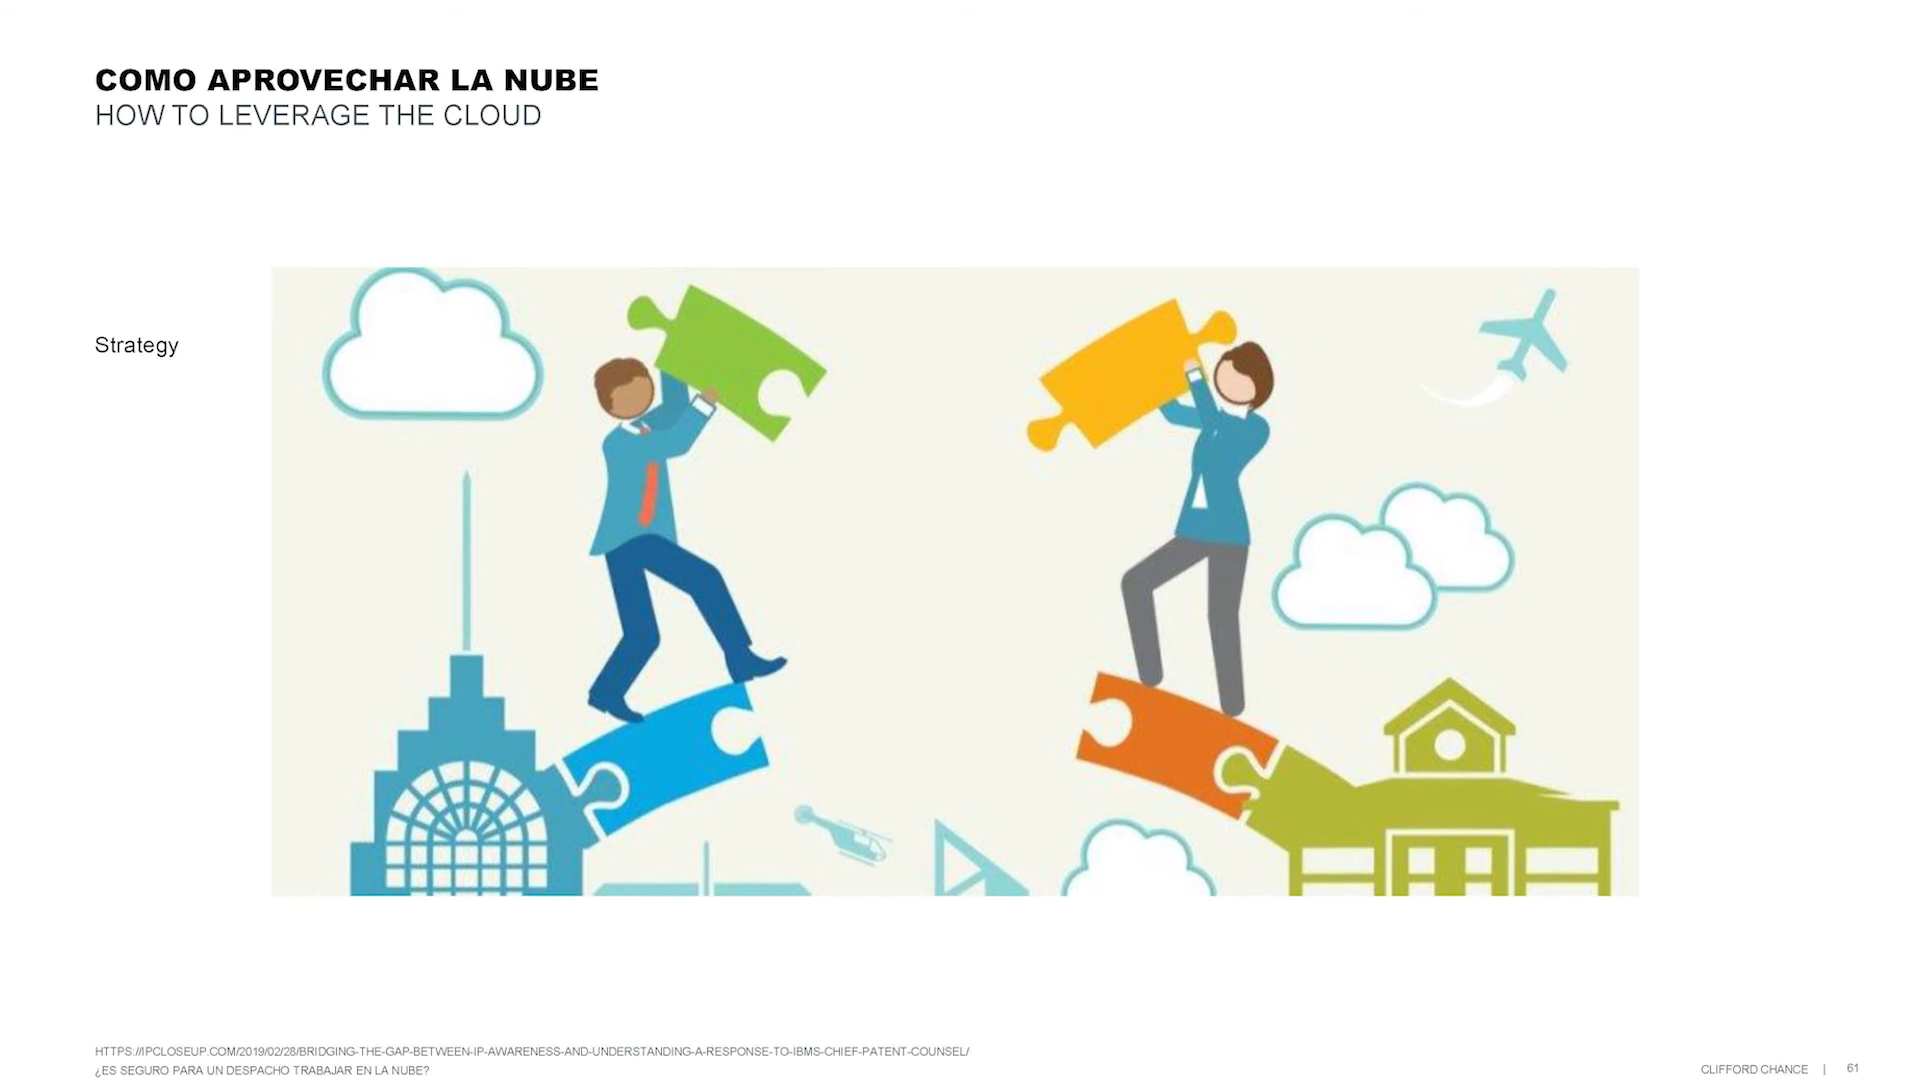 COMO APROVECHAR LA NUBE
HOW TO LEVERAGE THE CLOUD
Strategy
HTTPS://IPCLOSEUP.COM/2019/02/28/BRIDGING-THE-GAP-BETWEEN-IP-AWARENESS-AND-UNDERSTANDING-A-RESPONSE-TO-IBMS-CHIEF-PATENT-COUNSEL/
¿ES SEGURO PARA UN DESPACHO TRABAJAR EN LA NUBE?
CLIFFORD CHANCE | 61